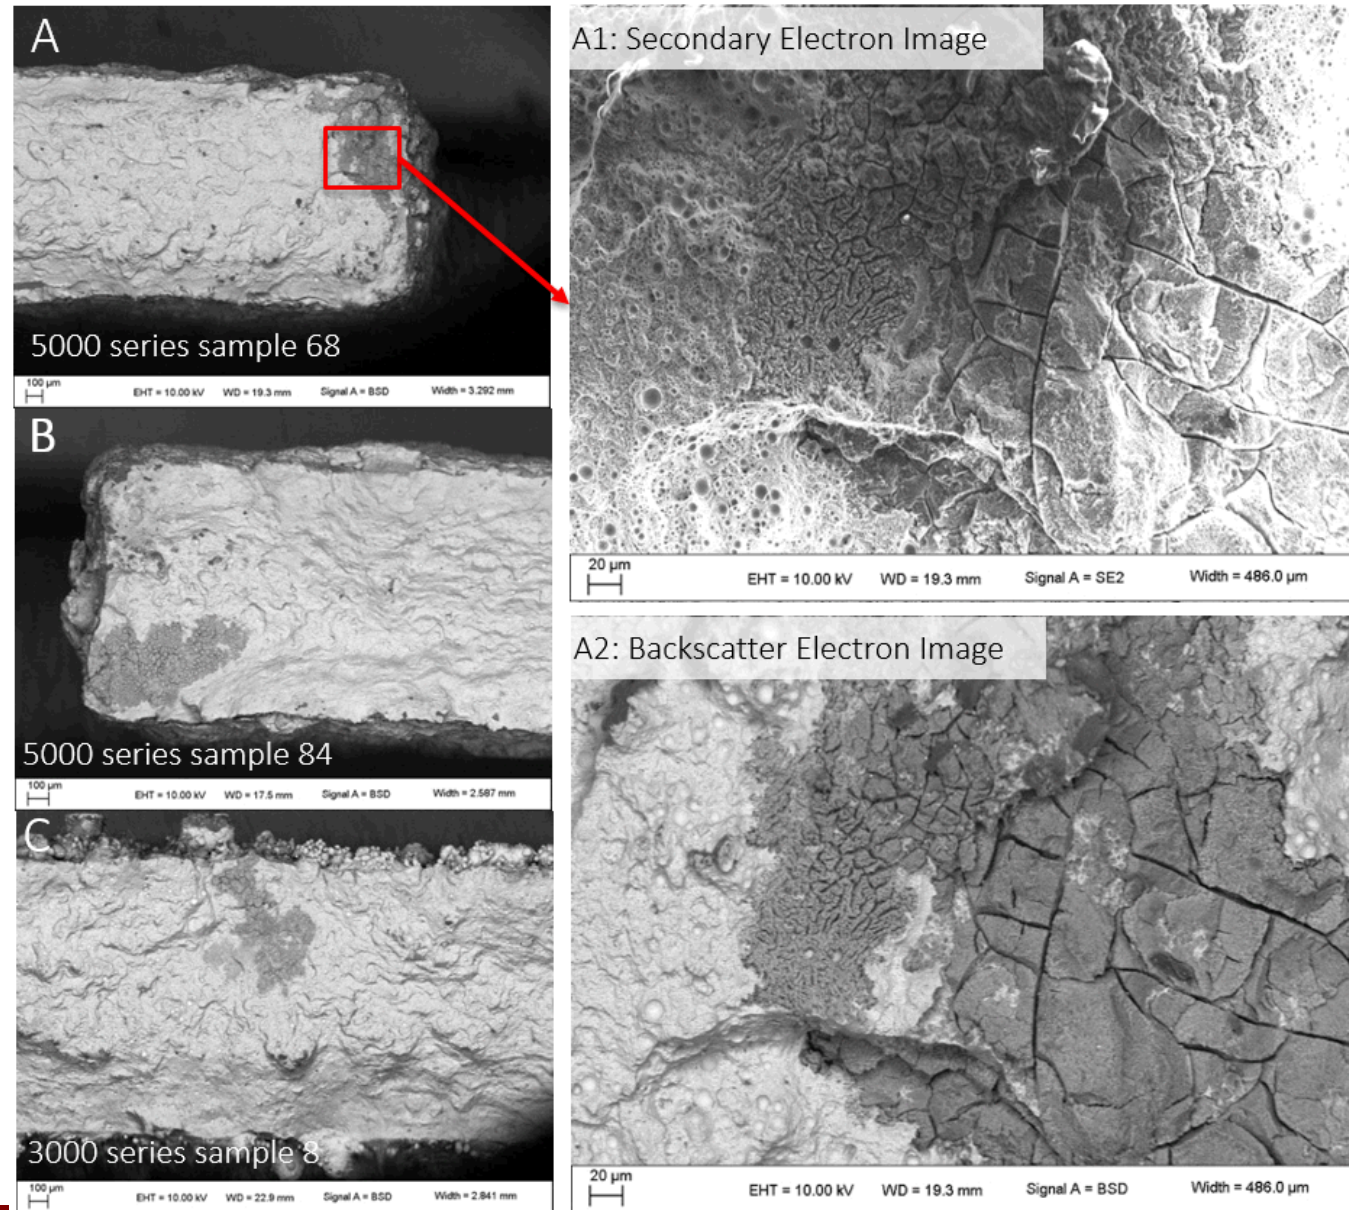 A
5000 series sample 68
100 µm
EHT = 10.00 kV WD = 19.3 mm Signal A = BSD Width = 3.292 mm
B
5000 series sample 84
100 µm
EHT = 10.00 kV WD = 17.5 mm Signal A = BSD Width = 2.587 mm
C
3000 series sample 8
100 µm
EHT = 10.00 kV WD = 22.9 mm Signal A = BSD Width = 2.841 mm
A1: Secondary Electron Image
20 µm
EHT = 10.00 kV WD = 19.3 mm Signal A = SE2 Width = 486.0 µm
A2: Backscatter Electron Image
20 µm
EHT = 10.00 kV WD = 19.3 mm Signal A = BSD Width = 486.0 µm